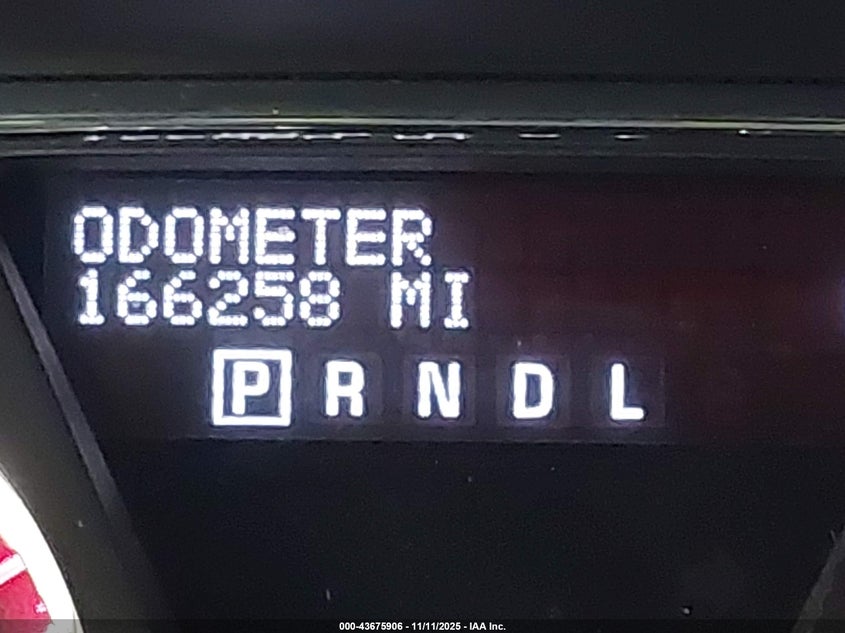 ODOMETER
166258 MI
P R N D L
000-43675906 - 11/11/2025 - IAA Inc.